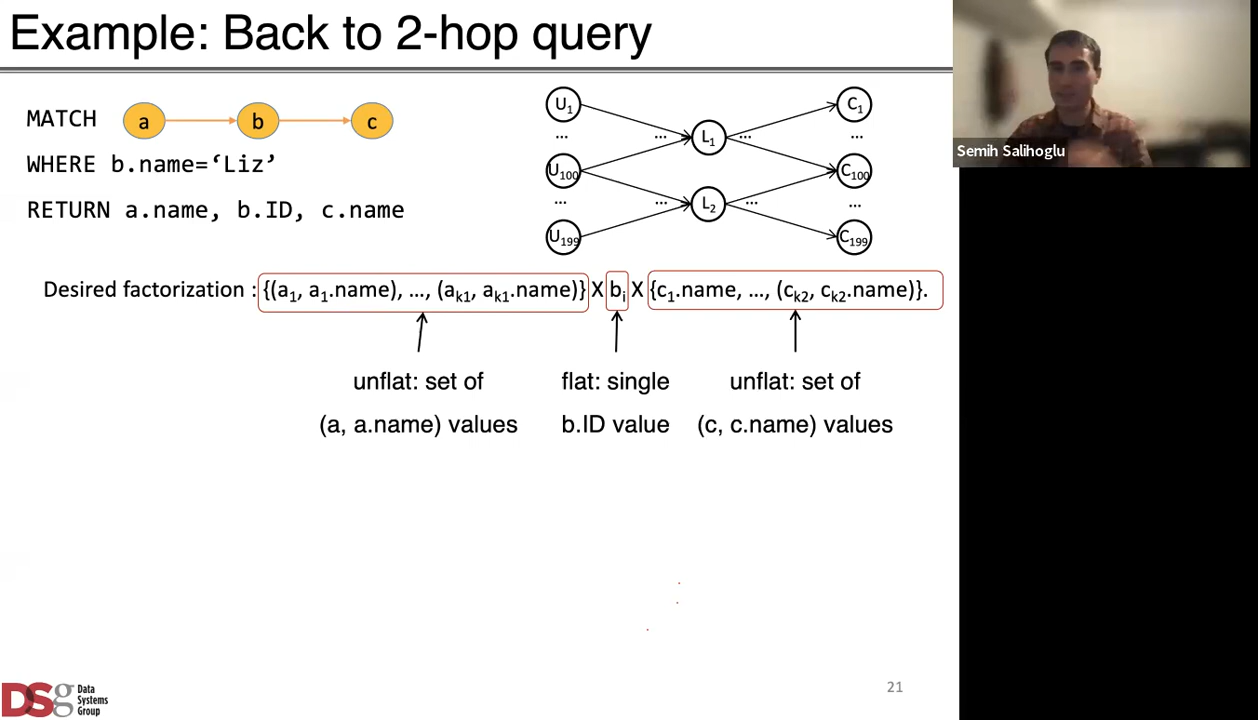 Example: Back to 2-hop query
MATCH a b c
WHERE b.name=‘Liz’
RETURN a.name, b.ID, c.name
U1 C1
... ... L1 ... ...
U100 C100
... ... L2 ... ...
U199 C199
Semih Salihoglu
Desired factorization : {(a1, a1.name), ..., (ak1, ak1.name)} X bi X {c1.name, ..., (ck2, ck2.name)}.
unflat: set of flat: single unflat: set of
(a, a.name) values b.ID value (c, c.name) values
DSg Data
Systems
Group
21